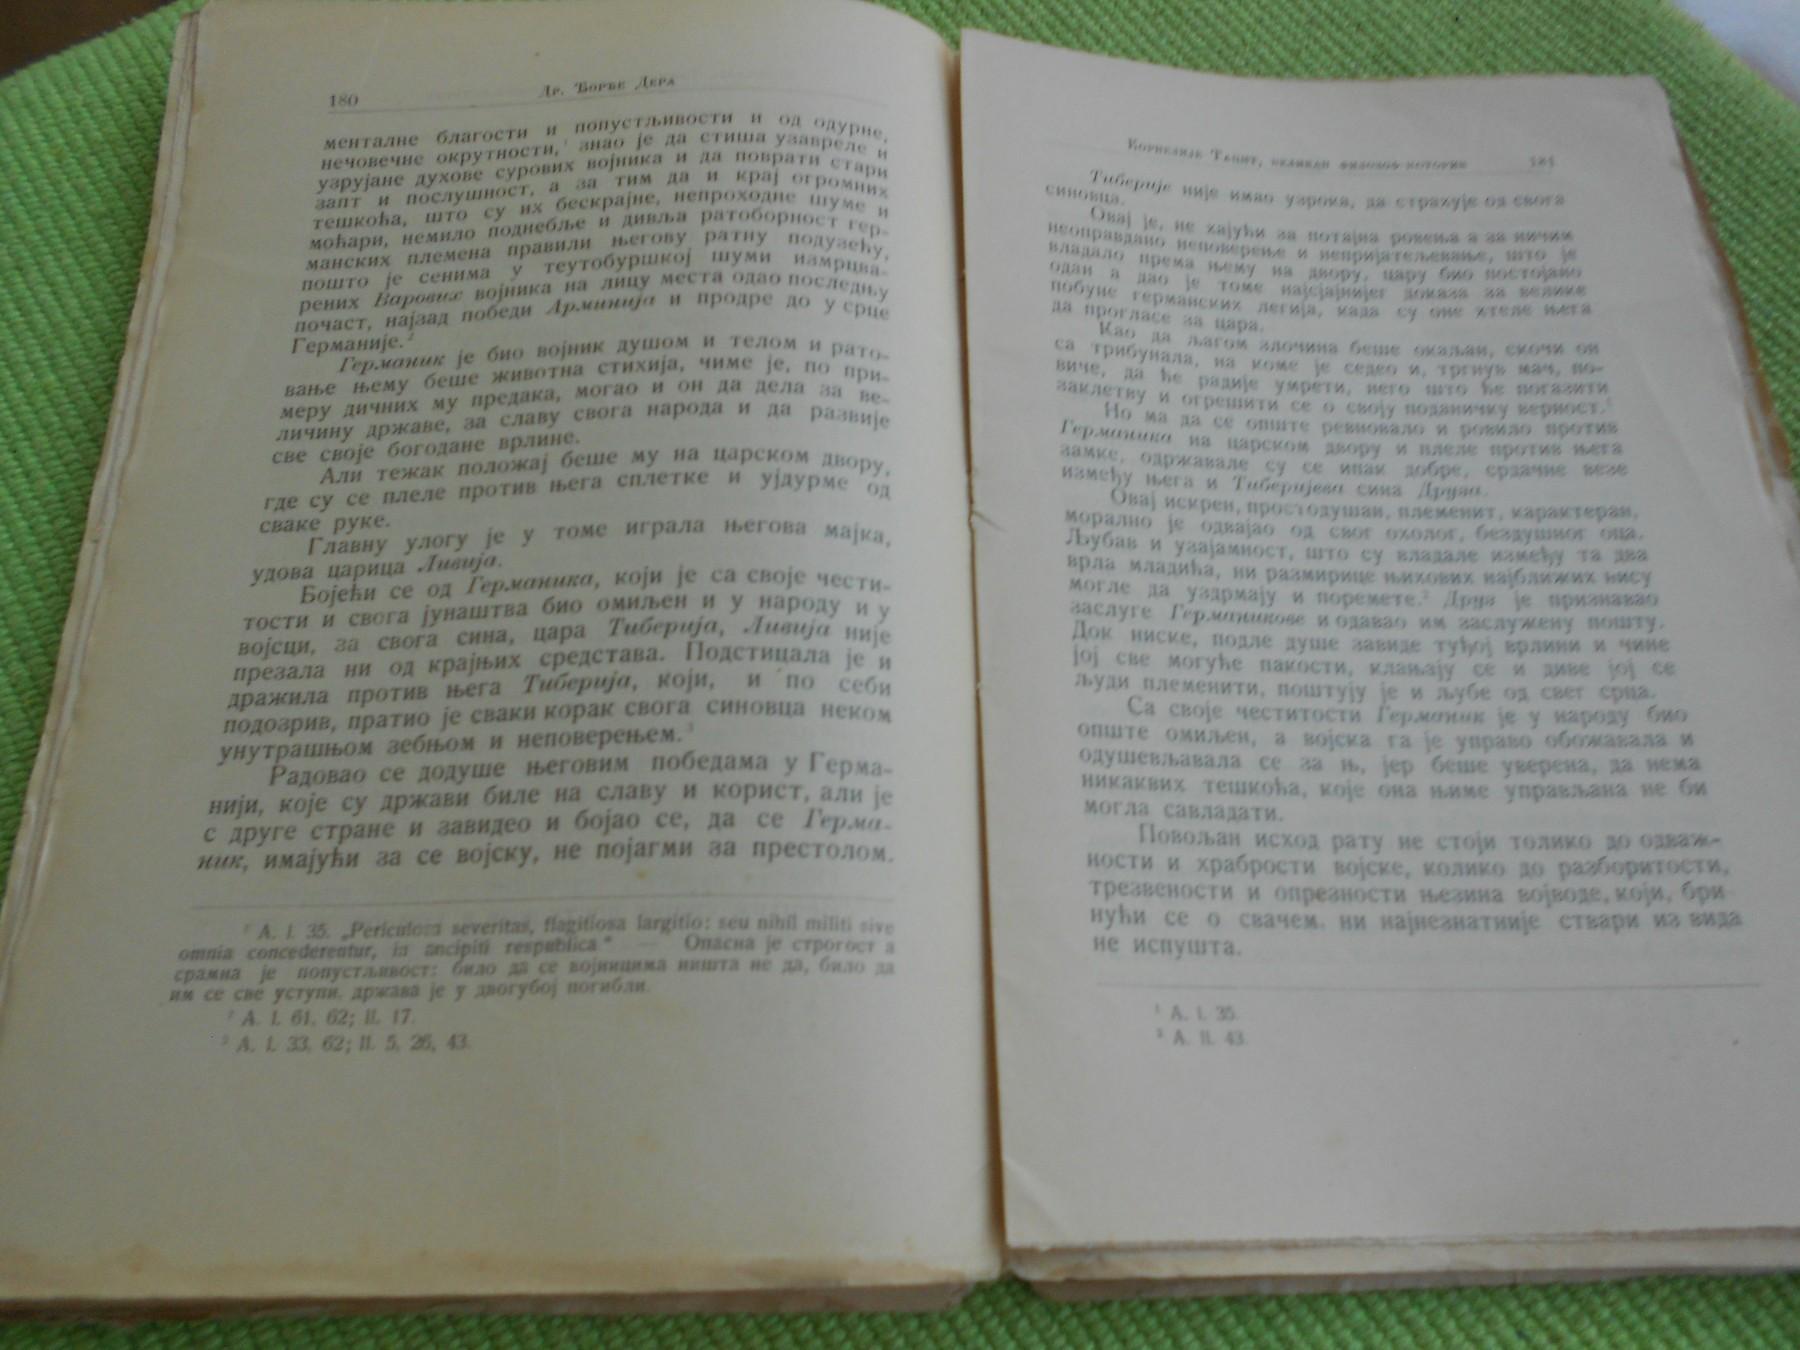 180
Др. Ђорђе Дера
менталне благости и попустљивости и од одурне,
нечовечне окрутности,¹ знао је да стиша узавреле и
узрујане духове сурових војника и да поврати стари
запт и послушност, а за тим да и крај огромних
тешкоћа, што су их бескрајне, непроходне шуме и
моћари, немило поднебље и дивља ратоборност гер-
манских племена правили његову ратну подузећу,
пошто је сенима у теутобуршкој шуми измрцва-
рених Варових војника на лицу места одао последњу
почаст, најзад победи Арминија и продре до у срце
Германије.²
Германик је био војник душом и телом и рато-
вање њему беше животна стихија, чиме је, по при-
меру дичних му предака, могао и он да дела за ве-
личину државе, за славу свога народа и да развије
све своје богодане врлине.
Али тежак положај беше му на царском двору,
где су се плеле против њега сплетке и ујдурме од
сваке руке.
Главну улогу је у томе играла његова мајка,
удова царица Ливија.
Бојећи се од Германика, који је са своје чести-
тости и свога јунаштва био омиљен и у народу и у
војсци, за свога сина, цара Тиберија, Ливија није
презала ни од крајњих средстава. Подстицала је и
дражила против њега Тиберија, који, и по себи
подозрив, пратио је сваки корак свога синовца неком
унутрашњом зебњом и неповерењем.³
Радовао се додуше његовим победама у Герма-
нији, које су држави биле на славу и корист, али је
с друге стране и завидео и бојао се, да се Герма-
ник, имајући за се војску, не појагми за престолом.
¹ A. I. 35. „Periculosa severitas, flagitiosa largitio: seu nihil militi sive
omnia concederentur, in ancipiti respublica“ — Опасна је строгост а
срамна је попустљивост: било да се војницима ништа не да, било да
им се све уступи, држава је у двогубој погибли.
² A. I. 61, 62; II. 17.
³ A. I. 33, 62; II. 5, 26, 43.
Корнелије Тацит, велики филозоф историје
181
Тиберије није имао узрока, да страхује од свога
синовца.
Овај је, не хајући за потајна ровења а за ничим
неоправдано неповерење и непријатељевање, што је
владало према њему на двору, цару био постојано
одан а дао је томе најсјајнијег доказа за велике
побуне германских легија, када су оне хтеле њега
да прогласе за цара.
Као да љагом злочина беше окаљан, скочи он
са трибунала, на коме је седео и, тргнув мач, по-
виче, да ће радије умрети, него што ће погазити
заклетву и огрешити се о своју поданичку верност.¹
Но ма да се опште ревновало и ровило против
Германика на царском двору и плеле против њега
замке, одржавале су се ипак добре, срдачне везе
између њега и Тиберијева сина Друза.
Овај искрен, простодушан, племенит, карактеран,
морално је одвајао од свог охолог, бездушног оца.
Љубав и узајамност, што су владале између та два
врла младића, ни размирице њихових најближих нису
могле да уздрмају и поремете.² Друз је признавао
заслуге Германикове и одавао им заслужену пошту.
Док ниске, подле душе завиде туђој врлини и чине
јој све могуће пакости, клањају се и диве јој се
људи племенити, поштују је и љубе од свег срца.
Са своје честитости Германик је у народу био
опште омиљен, а војска га је управо обожавала и
одушевљавала се за њ, јер беше уверена, да нема
никаквих тешкоћа, које она њиме управљана не би
могла савладати.
Повољан исход рату не стоји толико до одваж-
ности и храбрости војске, колико до разборитости,
трезвености и опрезности њезина војводе, који, бри
нући се о свачем, ни најнезнатније ствари из вида
не испушта.
¹ A. I. 35.
² A. II. 43.